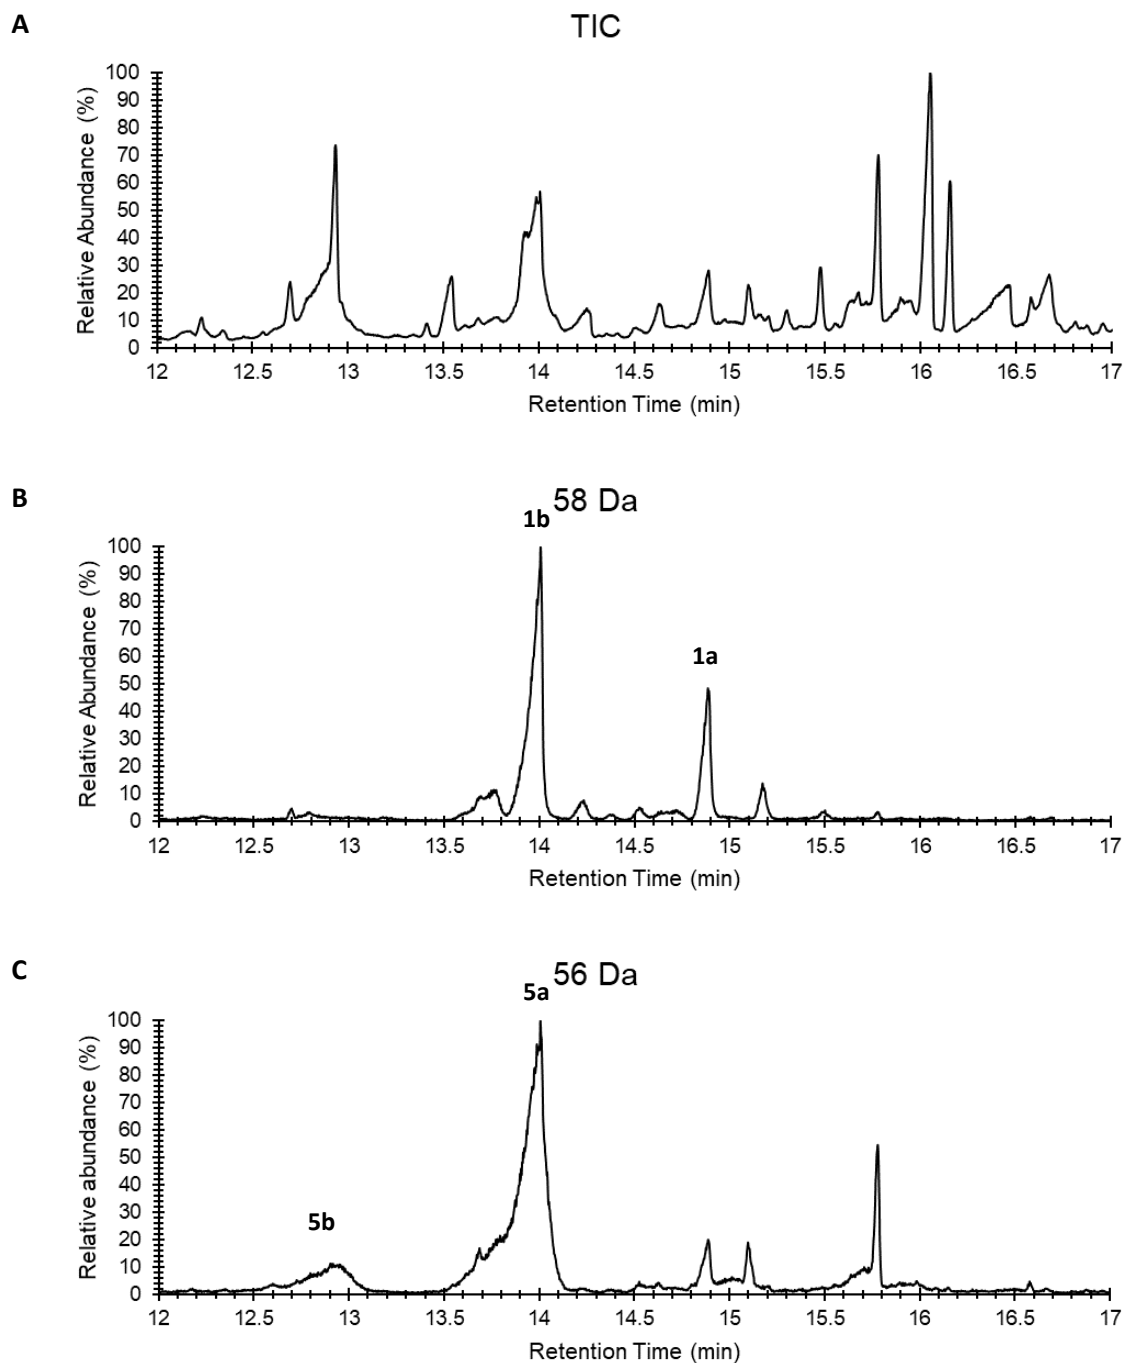 A
TIC
Relative Abundance (%)
100
90
80
70
60
50
40
30
20
10
0
12 12.5 13 13.5 14 14.5 15 15.5 16 16.5 17
Retention Time (min)
B
58 Da
1b
1a
Relative Abundance (%)
100
90
80
70
60
50
40
30
20
10
0
12 12.5 13 13.5 14 14.5 15 15.5 16 16.5 17
Retention Time (min)
C
56 Da
5a
5b
Relative abundance (%)
100
90
80
70
60
50
40
30
20
10
0
12 12.5 13 13.5 14 14.5 15 15.5 16 16.5 17
Retention Time (min)